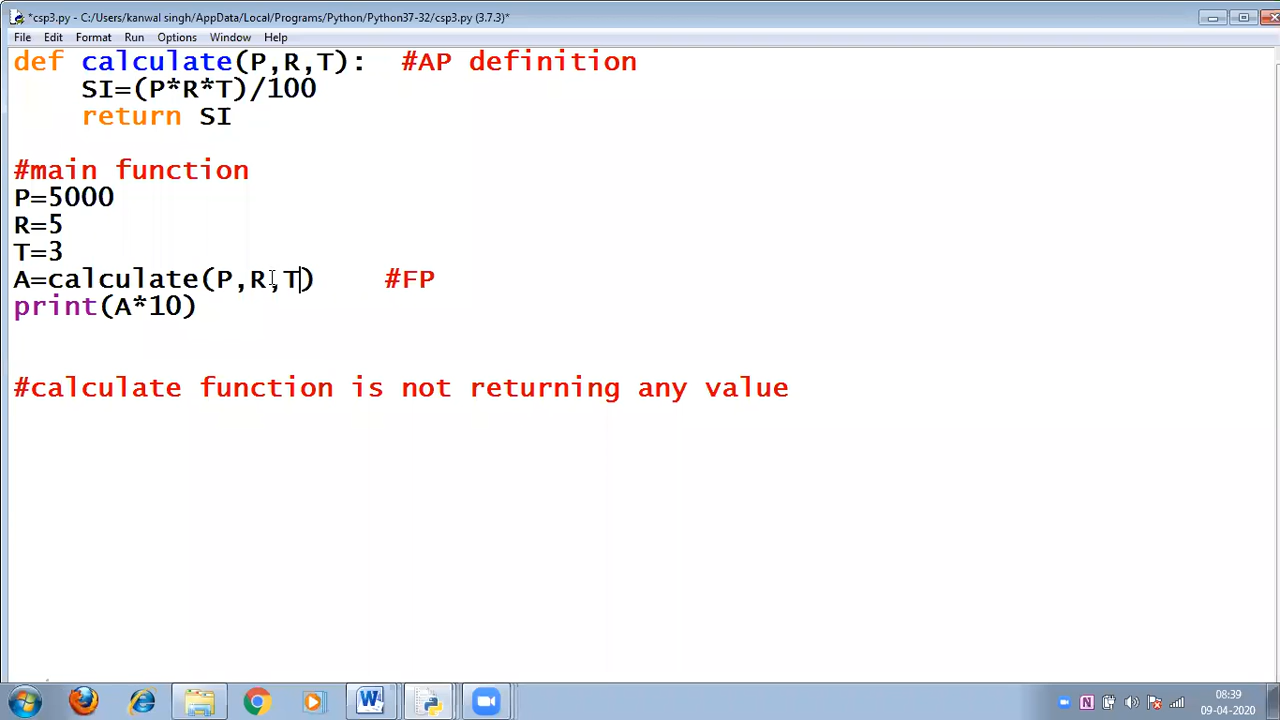 *csp3.py - C:/Users/kanwal singh/AppData/Local/Programs/Python/Python37-32/csp3.py (3.7.3)*
File Edit Format Run Options Window Help
def calculate(P,R,T):  #AP definition
    SI=(P*R*T)/100
    return SI
#main function
P=5000
R=5
T=3
A=calculate(P,R,T)    #FP
print(A*10)
#calculate function is not returning any value
08:39
09-04-2020